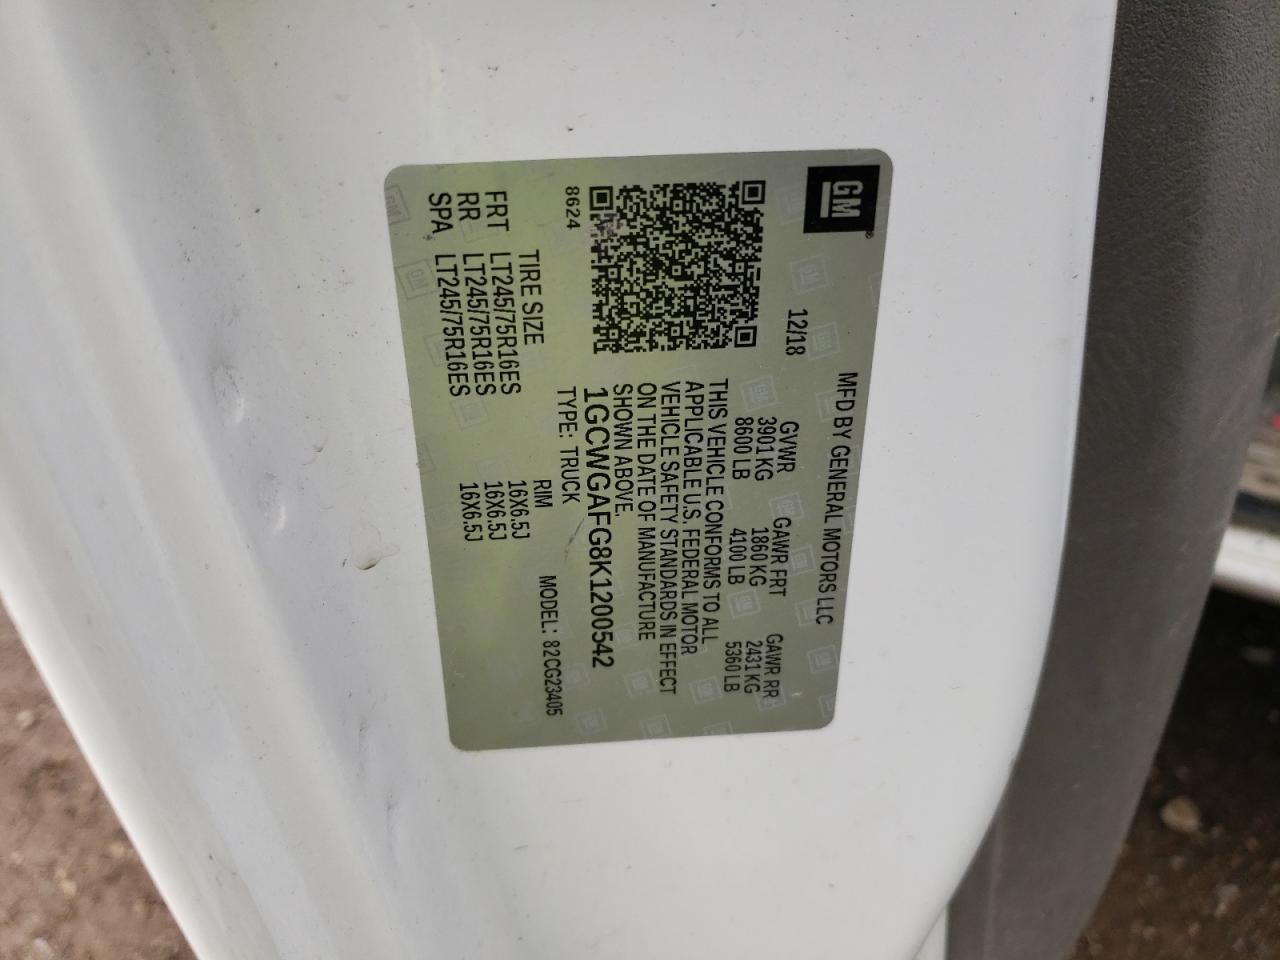 GM
MFD BY GENERAL MOTORS LLC
12/18
GVWR GAWR FRT GAWR RR
3901 KG 1860 KG 2431 KG
8600 LB 4100 LB 5360 LB
THIS VEHICLE CONFORMS TO ALL
APPLICABLE U.S. FEDERAL MOTOR
VEHICLE SAFETY STANDARDS IN EFFECT
ON THE DATE OF MANUFACTURE
SHOWN ABOVE.
1GCWGAFG8K1200542
8624 TYPE: TRUCK MODEL: 82CG23405
TIRE SIZE RIM
FRT LT245/75R16ES 16X6.5J
RR LT245/75R16ES 16X6.5J
SPA LT245/75R16ES 16X6.5J